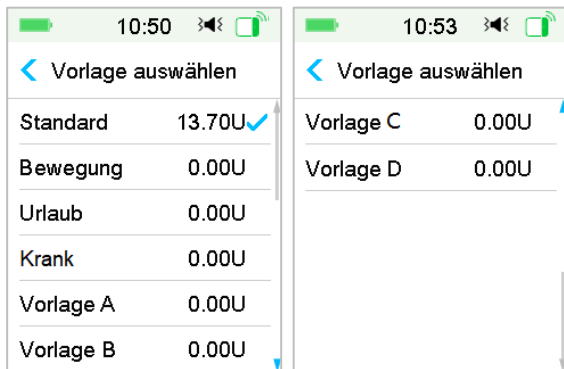 10:50
Vorlage auswählen
Standard 13.70U
Bewegung 0.00U
Urlaub 0.00U
Krank 0.00U
Vorlage A 0.00U
Vorlage B 0.00U
10:53
Vorlage auswählen
Vorlage C 0.00U
Vorlage D 0.00U